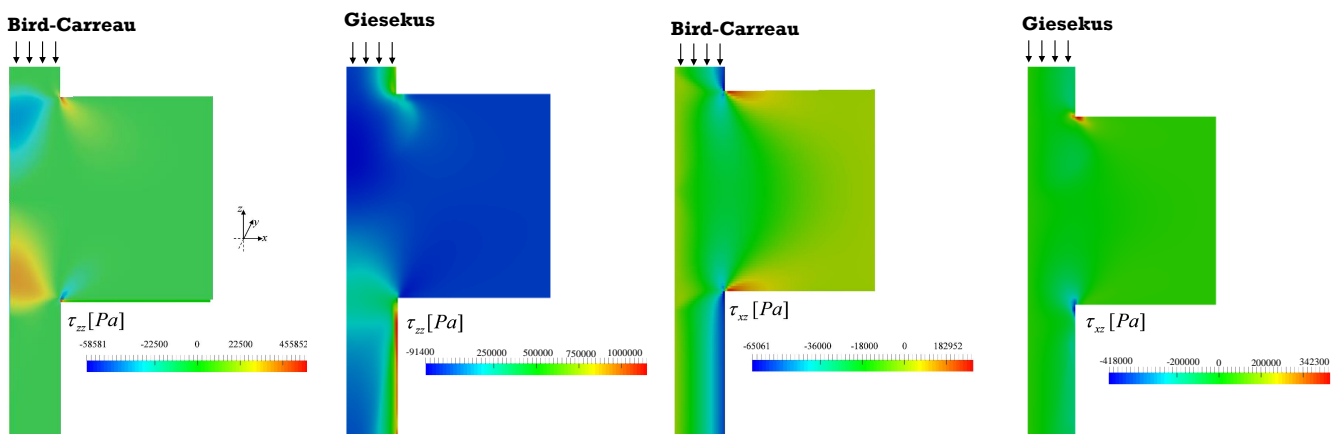 Bird-Carreau
Giesekus
Bird-Carreau
Giesekus
z
y
x
τzz [Pa]
-58581 -22500 0 22500 455852
τzz [Pa]
-91400 250000 500000 750000 1000000
τxz [Pa]
-65061 -36000 -18000 0 182952
τxz [Pa]
-418000 -200000 0 200000 342300